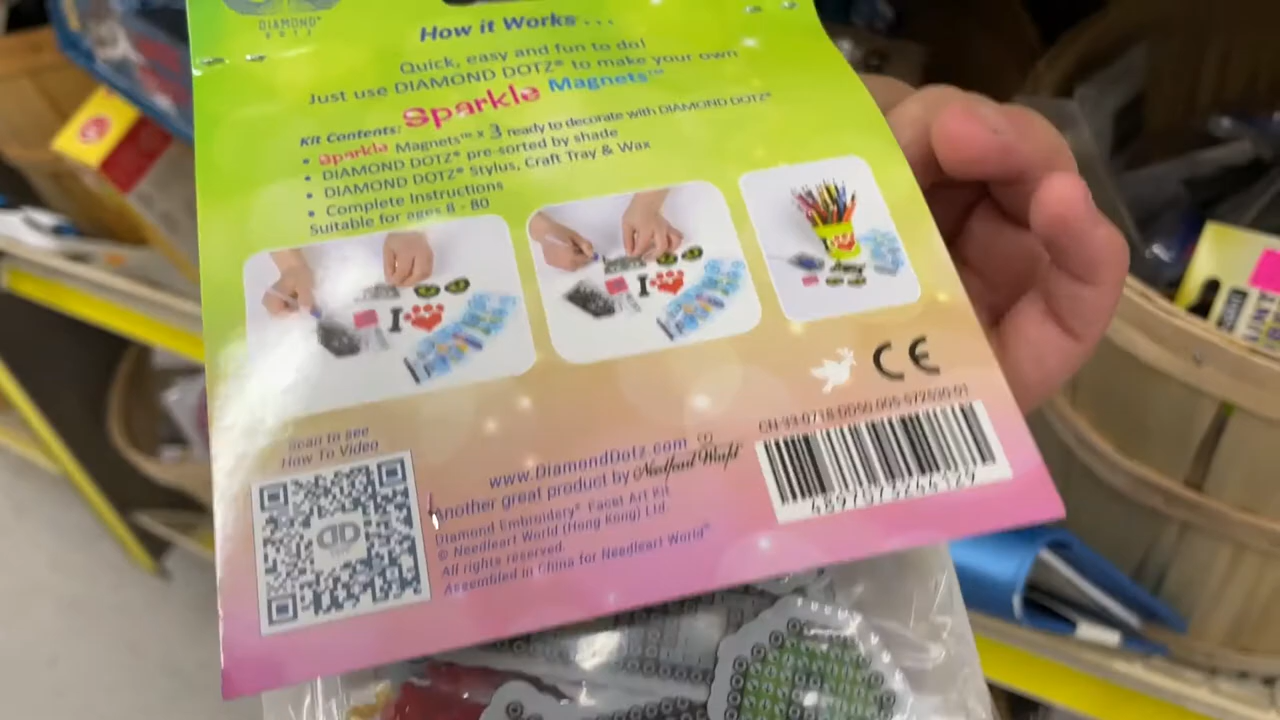 DIAMOND
DOTZ
How it Works ...
Quick, easy and fun to do!
Just use DIAMOND DOTZ® to make your own
Sparkle Magnets™
Kit Contents:
• Sparkle Magnets™ x 3 ready to decorate with DIAMOND DOTZ®
• DIAMOND DOTZ® pre-sorted by shade
• DIAMOND DOTZ® Stylus, Craft Tray & Wax
• Complete Instructions
Suitable for ages 8 - 80
CE
Scan to see
How To Video
www.DiamondDotz.com
Another great product by Needleart World®
Diamond Embroidery® Facet Art Kit
© Needleart World (Hong Kong) Ltd.
All rights reserved.
Assembled in China for Needleart World®